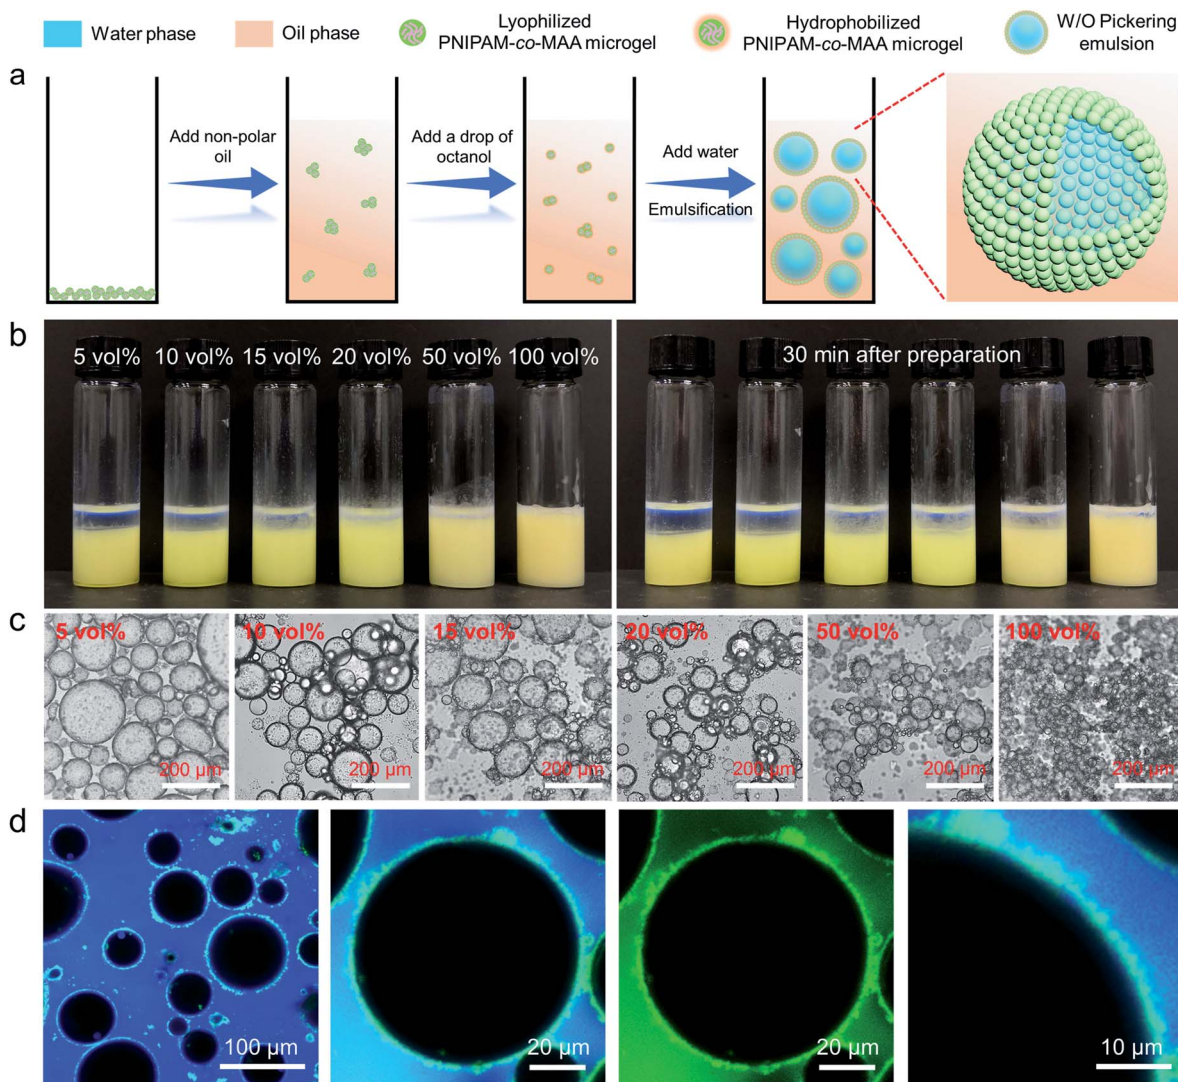 Water phase
Oil phase
Lyophilized
PNIPAM-co-MAA microgel
Hydrophobilized
PNIPAM-co-MAA microgel
W/O Pickering
emulsion
a
Add non-polar
oil
Add a drop of
octanol
Add water
Emulsification
b
5 vol%
10 vol%
15 vol%
20 vol%
50 vol%
100 vol%
30 min after preparation
c
5 vol%
10 vol%
15 vol%
20 vol%
50 vol%
100 vol%
200 µm
200 µm
200 µm
200 µm
200 µm
200 µm
d
100 µm
20 µm
20 µm
10 µm